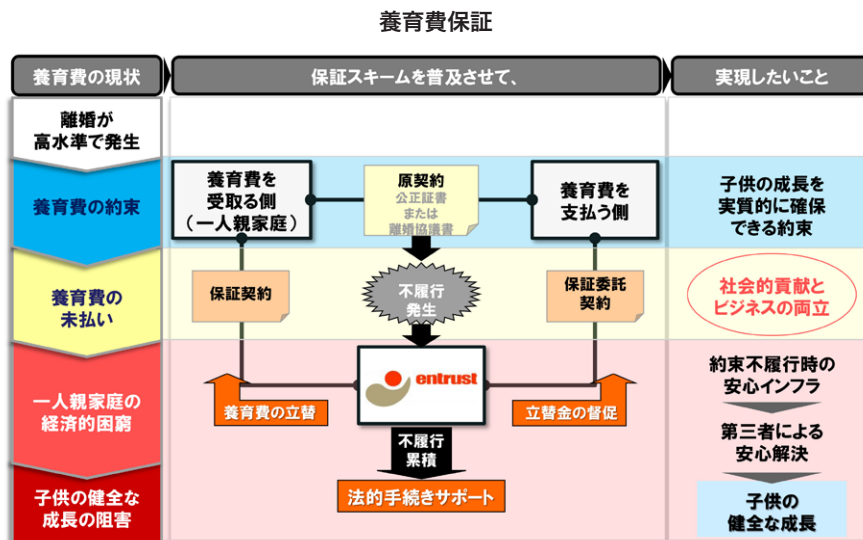 養育費保証
養育費の現状
保証スキームを普及させて、
実現したいこと
離婚が
高水準で発生
養育費の約束
養育費を
受取る側
（一人親家庭）
原契約
公正証書
または
離婚協議書
養育費を
支払う側
子供の成長を
実質的に確保
できる約束
養育費の
未払い
保証契約
不履行
発生
保証委託
契約
社会的貢献と
ビジネスの両立
一人親家庭の
経済的困窮
entrust
養育費の立替
立替金の督促
約束不履行時の
安心インフラ
不履行
累積
第三者による
安心解決
子供の健全な
成長の阻害
法的手続きサポート
子供の
健全な成長